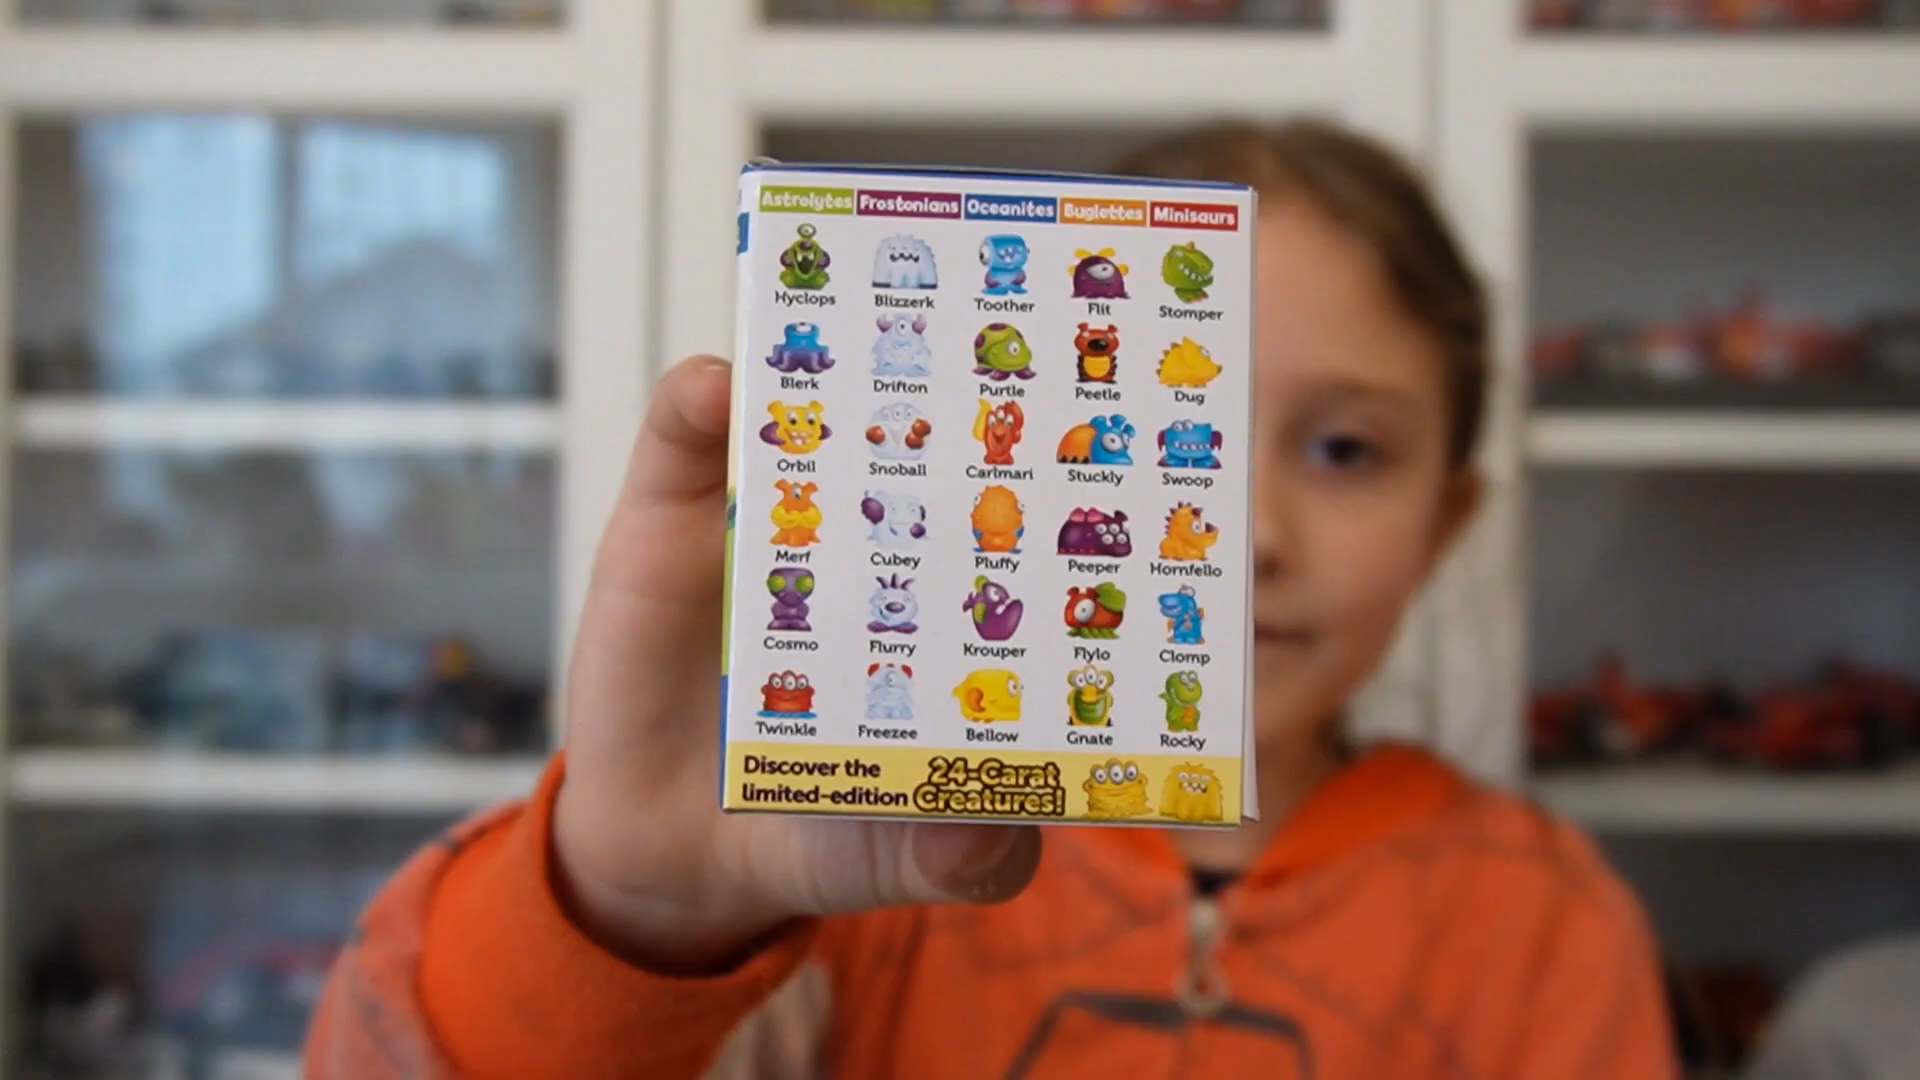 Astrolytes Frostonians Oceanites Buglettes Minisaurs
Hyclops Blizzerk Toother Flit Stomper
Blerk Drifton Purtle Peetle Dug
Orbil Snoball Carlmari Stuckly Swoop
Merf Cubey Pluffy Peeper Hornfello
Cosmo Flurry Krouper Flylo Clomp
Twinkle Freezee Bellow Gnate Rocky
Discover the
limited-edition
24-Carat
Creatures!